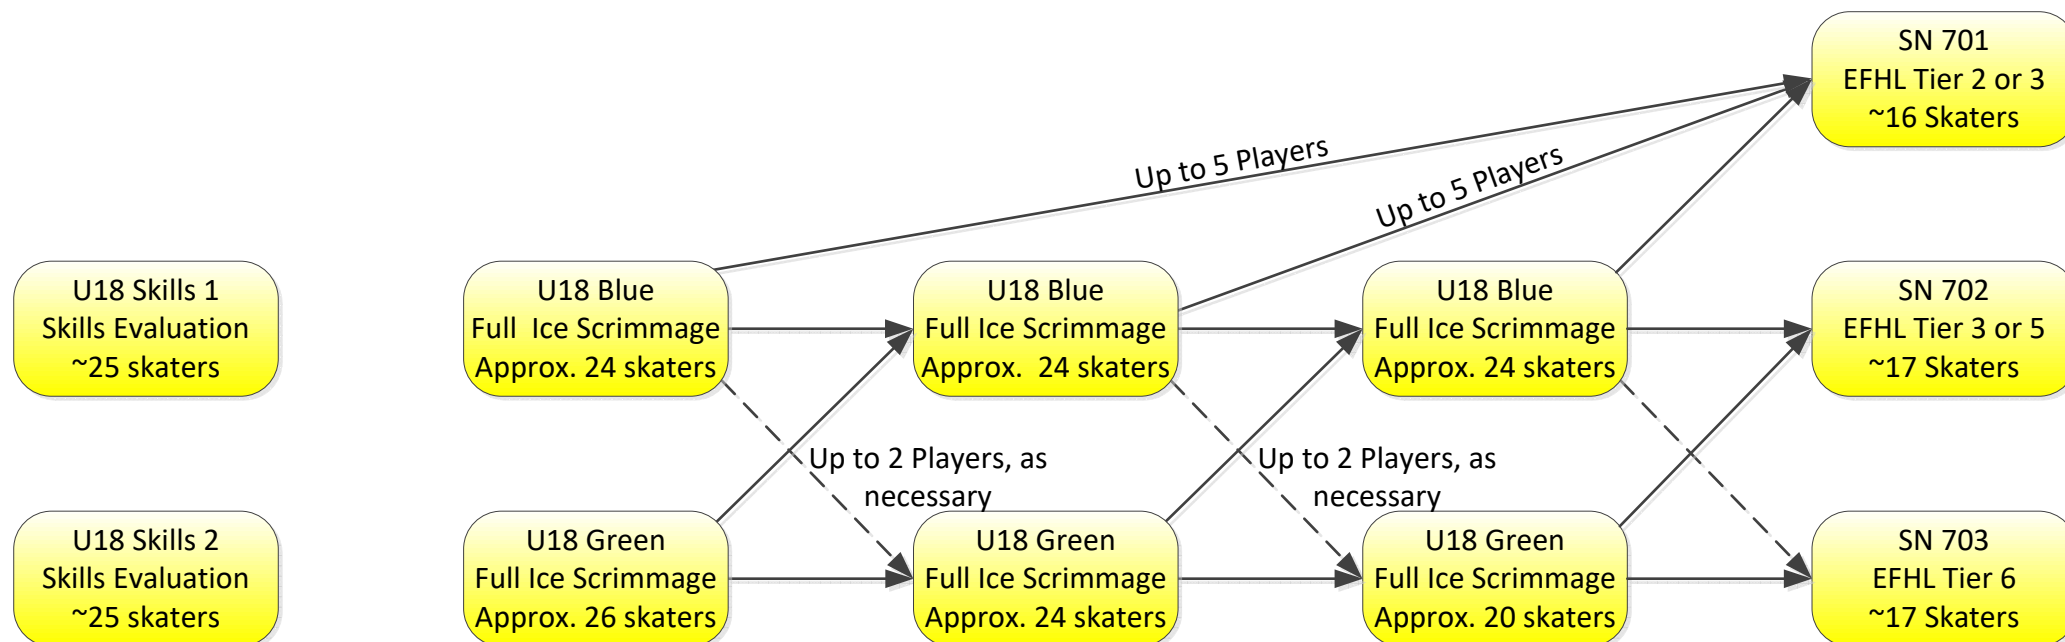 SN 701
EFHL Tier 2 or 3
~16 Skaters
Up to 5 Players
Up to 5 Players
U18 Skills 1
Skills Evaluation
~25 skaters
U18 Blue
Full Ice Scrimmage
Approx. 24 skaters
U18 Blue
Full Ice Scrimmage
Approx. 24 skaters
U18 Blue
Full Ice Scrimmage
Approx. 24 skaters
SN 702
EFHL Tier 3 or 5
~17 Skaters
Up to 2 Players, as
necessary
Up to 2 Players, as
necessary
U18 Skills 2
Skills Evaluation
~25 skaters
U18 Green
Full Ice Scrimmage
Approx. 26 skaters
U18 Green
Full Ice Scrimmage
Approx. 24 skaters
U18 Green
Full Ice Scrimmage
Approx. 20 skaters
SN 703
EFHL Tier 6
~17 Skaters